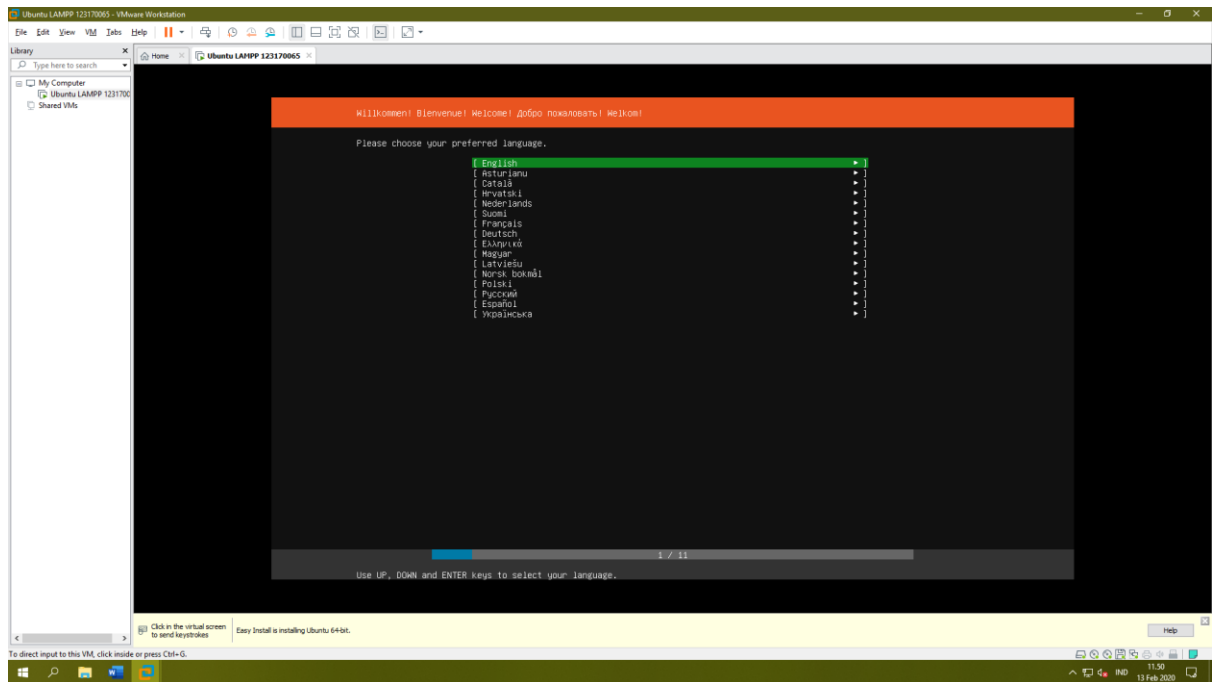 Ubuntu LAMPP 123170065 - VMware Workstation
File Edit View VM Tabs Help
Library
Type here to search
My Computer
Ubuntu LAMPP 1231700
Shared VMs
Home
Ubuntu LAMPP 123170065
Willkommen! Bienvenue! Welcome! Добро пожаловать! Welkom!
Please choose your preferred language.
[ English ► ]
[ Asturianu ► ]
[ Català ► ]
[ Hrvatski ► ]
[ Nederlands ► ]
[ Suomi ► ]
[ Français ► ]
[ Deutsch ► ]
[ Ελληνικά ► ]
[ Magyar ► ]
[ Latviešu ► ]
[ Norsk bokmål ► ]
[ Polski ► ]
[ Русский ► ]
[ Español ► ]
[ Українська ► ]
1 / 11
Use UP, DOWN and ENTER keys to select your language.
Click in the virtual screen
to send keystrokes
Easy Install is installing Ubuntu 64-bit.
Help
To direct input to this VM, click inside or press Ctrl+G.
IND
11.50
13 Feb 2020